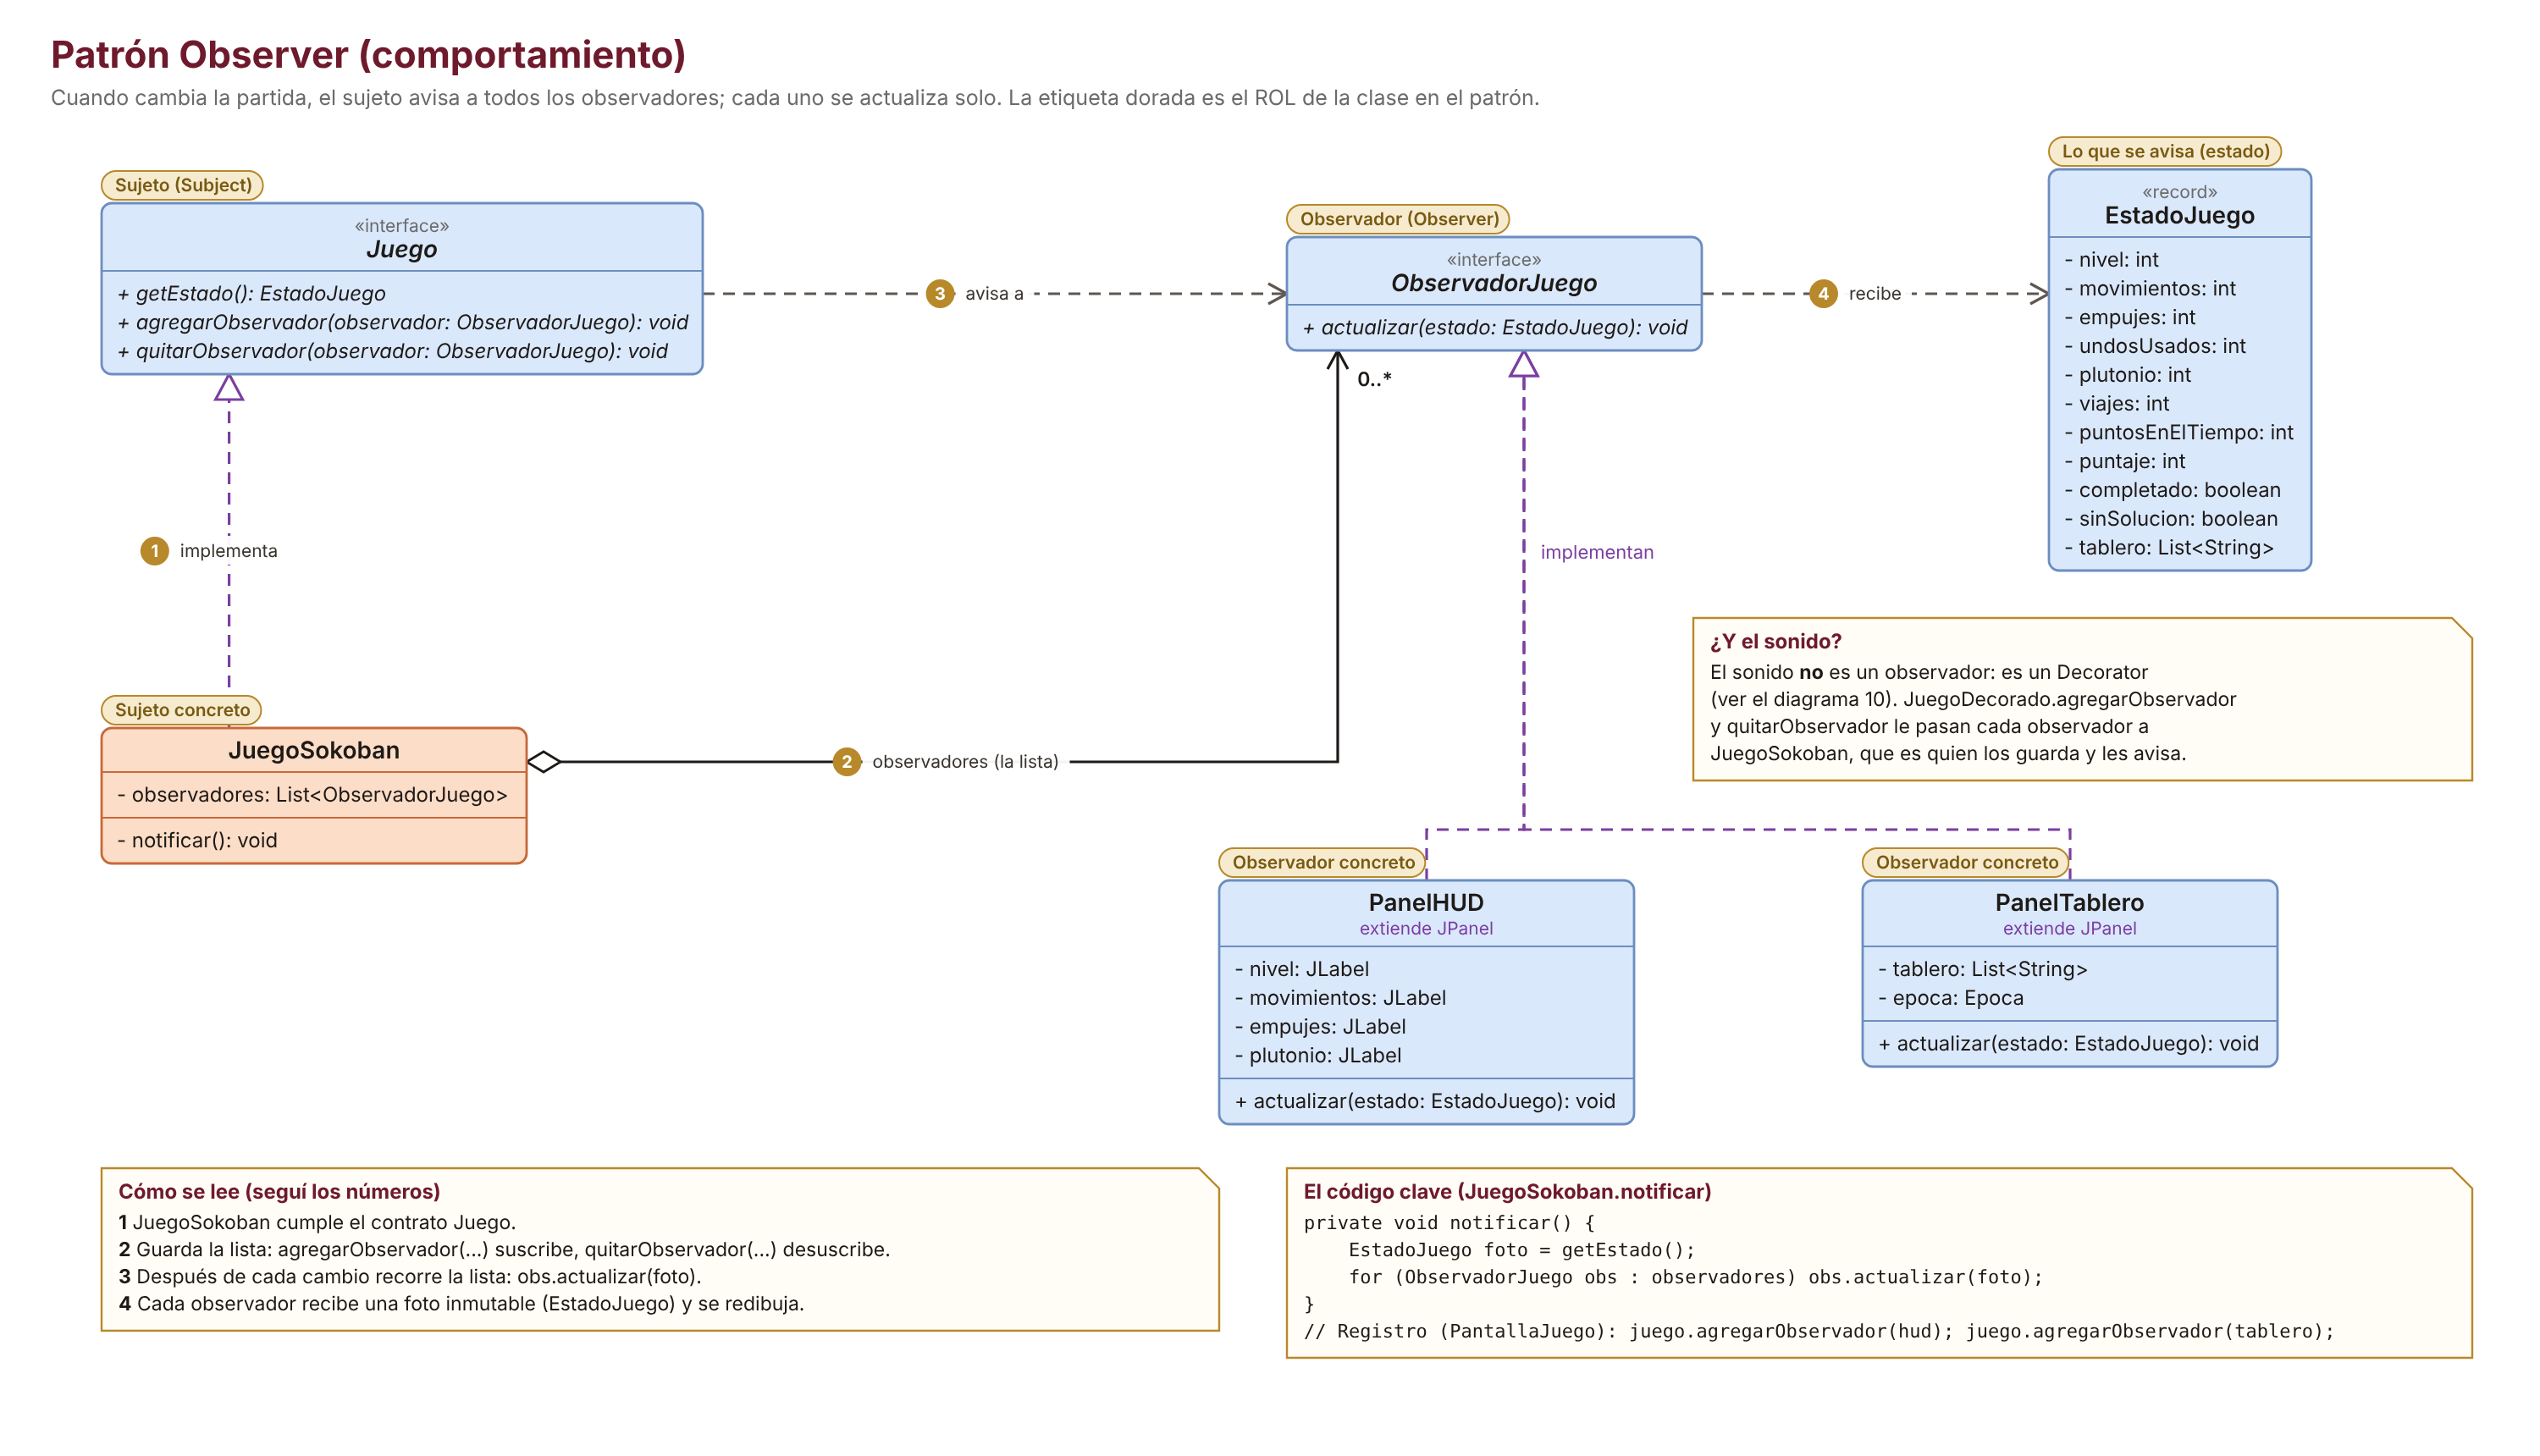 Patrón Observer (comportamiento)
Cuando cambia la partida, el sujeto avisa a todos los observadores; cada uno se actualiza solo. La etiqueta dorada es el ROL de la clase en el patrón.
Sujeto (Subject)
«interface»
Juego
+ getEstado(): EstadoJuego
+ agregarObservador(observador: ObservadorJuego): void
+ quitarObservador(observador: ObservadorJuego): void
3 avisa a
Observador (Observer)
«interface»
ObservadorJuego
+ actualizar(estado: EstadoJuego): void
4 recibe
Lo que se avisa (estado)
«record»
EstadoJuego
- nivel: int
- movimientos: int
- empujes: int
- undosUsados: int
- plutonio: int
- viajes: int
- puntosEnElTiempo: int
- puntaje: int
- completado: boolean
- sinSolucion: boolean
- tablero: List<String>
0..*
1 implementa
implementan
¿Y el sonido?
El sonido no es un observador: es un Decorator
(ver el diagrama 10). JuegoDecorado.agregarObservador
y quitarObservador le pasan cada observador a
JuegoSokoban, que es quien los guarda y les avisa.
Sujeto concreto
JuegoSokoban
- observadores: List<ObservadorJuego>
- notificar(): void
2 observadores (la lista)
Observador concreto
PanelHUD
extiende JPanel
- nivel: JLabel
- movimientos: JLabel
- empujes: JLabel
- plutonio: JLabel
+ actualizar(estado: EstadoJuego): void
Observador concreto
PanelTablero
extiende JPanel
- tablero: List<String>
- epoca: Epoca
+ actualizar(estado: EstadoJuego): void
Cómo se lee (seguí los números)
1 JuegoSokoban cumple el contrato Juego.
2 Guarda la lista: agregarObservador(...) suscribe, quitarObservador(...) desuscribe.
3 Después de cada cambio recorre la lista: obs.actualizar(foto).
4 Cada observador recibe una foto inmutable (EstadoJuego) y se redibuja.
El código clave (JuegoSokoban.notificar)
private void notificar() {
    EstadoJuego foto = getEstado();
    for (ObservadorJuego obs : observadores) obs.actualizar(foto);
}
// Registro (PantallaJuego): juego.agregarObservador(hud); juego.agregarObservador(tablero);